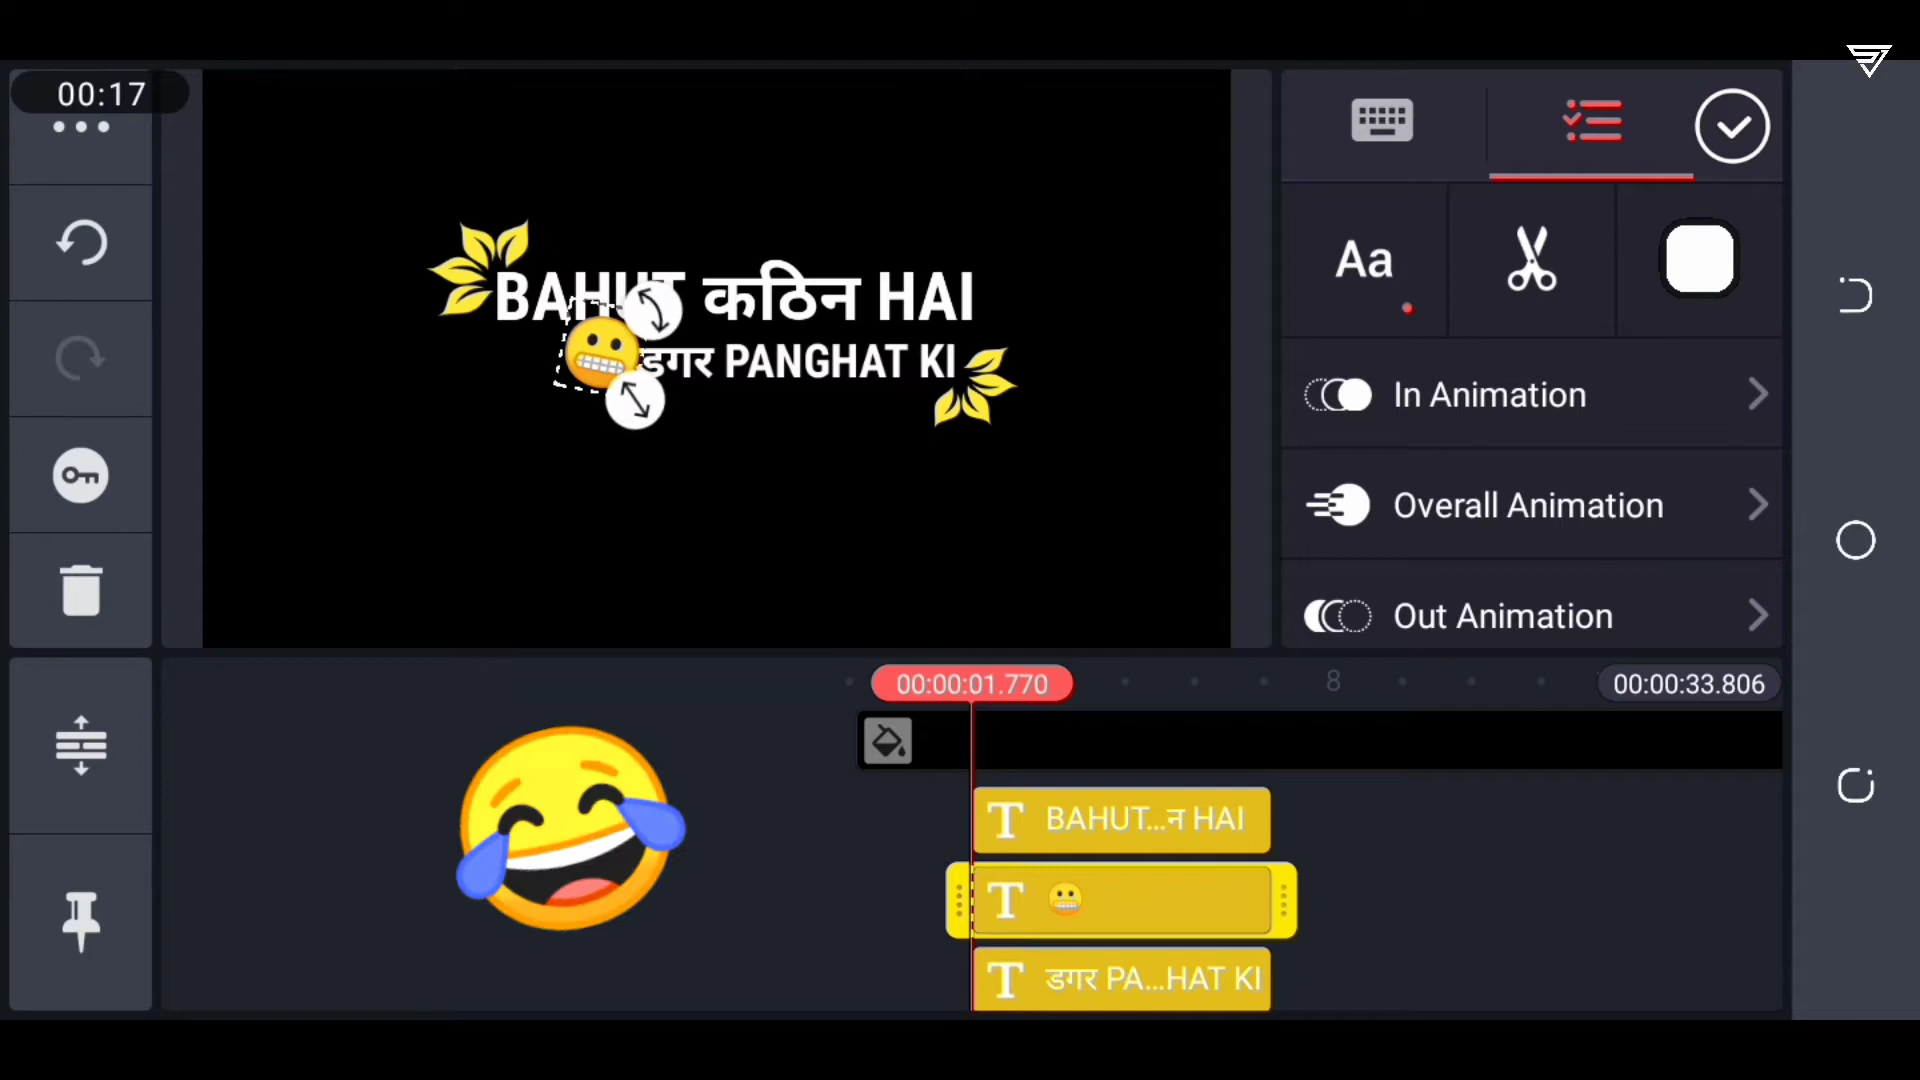 00:17
BAHUT कठिन HAI
डगर PANGHAT KI
Aa
In Animation
Overall Animation
Out Animation
00:00:01.770
8
00:00:33.806
T BAHUT...न HAI
T
T डगर PA...HAT KI